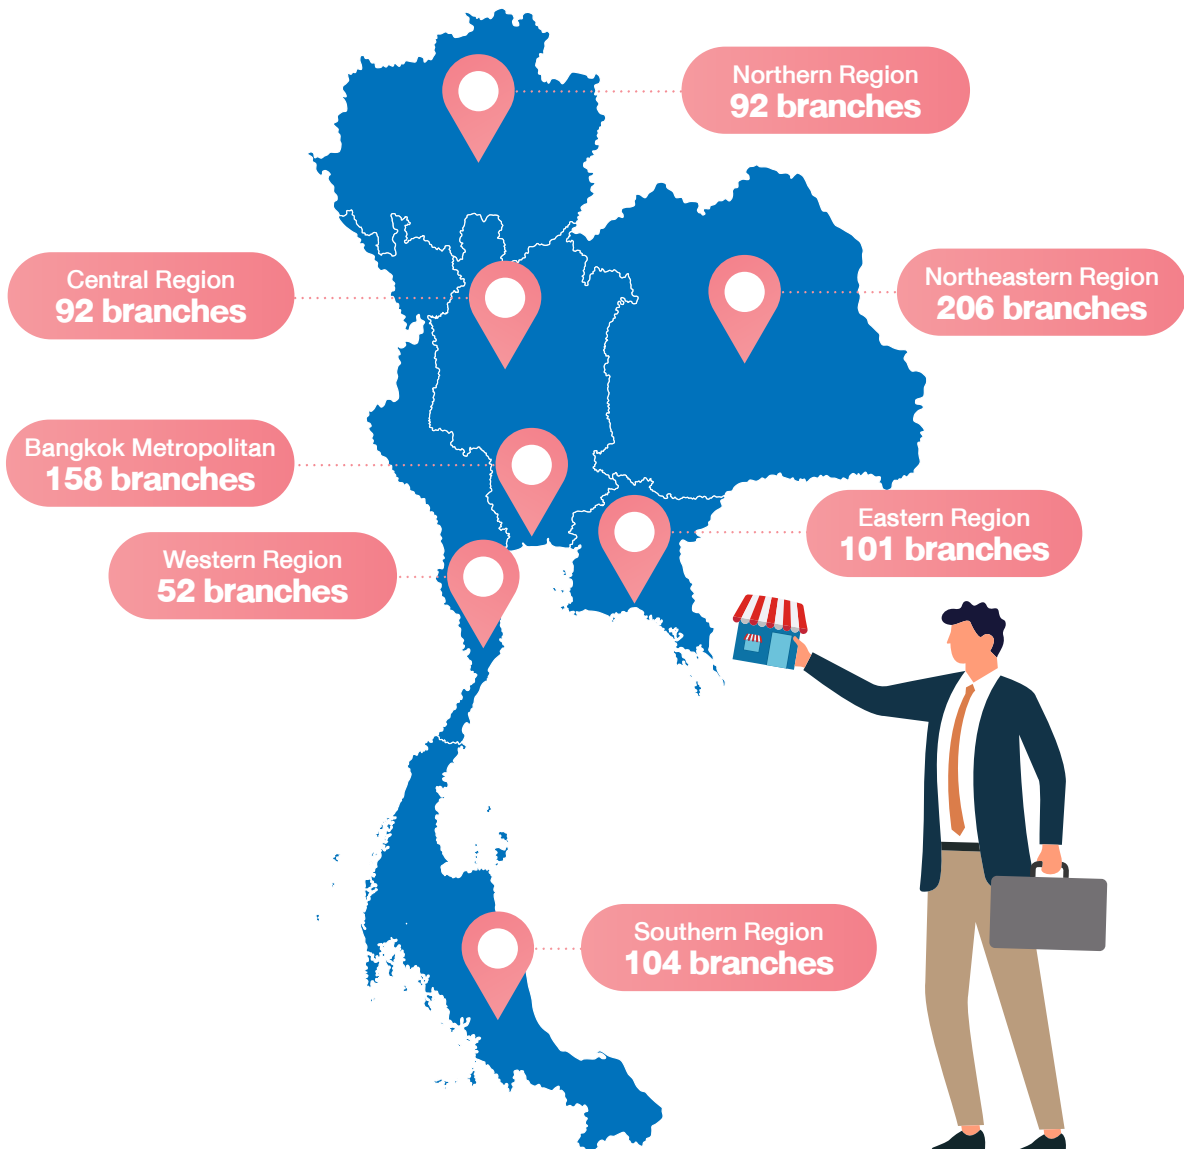 Northern Region
92 branches
Central Region
92 branches
Northeastern Region
206 branches
Bangkok Metropolitan
158 branches
Eastern Region
101 branches
Western Region
52 branches
Southern Region
104 branches